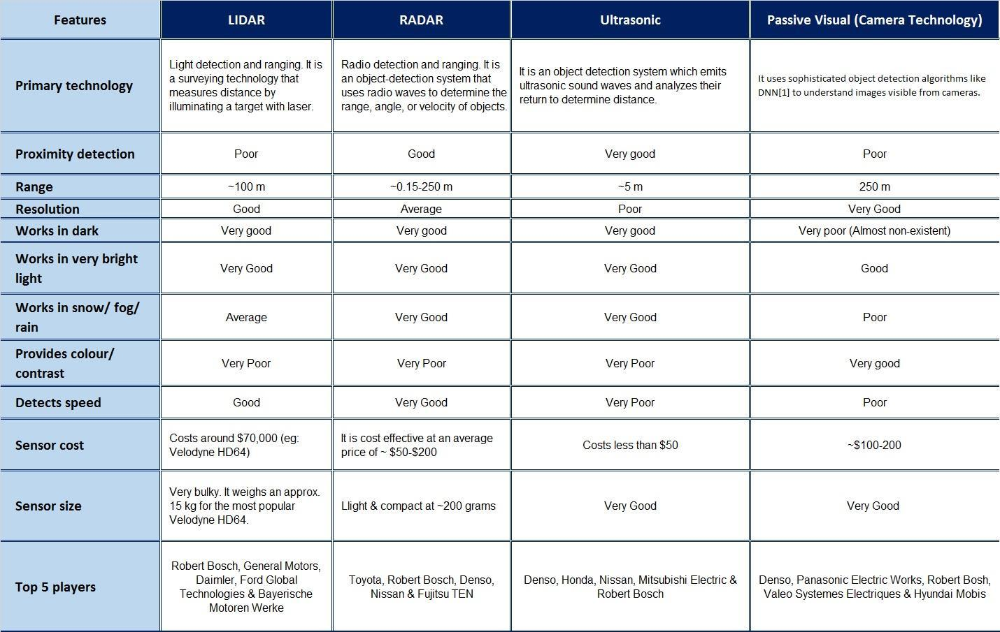 Features
LIDAR
RADAR
Ultrasonic
Passive Visual (Camera Technology)
Primary technology
Light detection and ranging. It is
a surveying technology that
measures distance by
illuminating a target with laser.
Radio detection and ranging. It is
an object-detection system that
uses radio waves to determine the
range, angle, or velocity of objects.
It is an object detection system which emits
ultrasonic sound waves and analyzes their
return to determine distance.
It uses sophisticated object detection algorithms like
DNN[1] to understand images visible from cameras.
Proximity detection
Poor
Good
Very good
Poor
Range
~100 m
~0.15-250 m
~5 m
250 m
Resolution
Good
Average
Poor
Very Good
Works in dark
Very good
Very good
Very good
Very poor (Almost non-existent)
Works in very bright
light
Very Good
Very Good
Very Good
Good
Works in snow/ fog/
rain
Average
Very Good
Very Good
Poor
Provides colour/
contrast
Very Poor
Very Poor
Very Poor
Very good
Detects speed
Good
Very Good
Very Poor
Poor
Sensor cost
Costs around $70,000 (eg:
Velodyne HD64)
It is cost effective at an average
price of ~ $50-$200
Costs less than $50
~$100-200
Sensor size
Very bulky. It weighs an approx.
15 kg for the most popular
Velodyne HD64.
Llight & compact at ~200 grams
Very Good
Very Good
Top 5 players
Robert Bosch, General Motors,
Daimler, Ford Global
Technologies & Bayerische
Motoren Werke
Toyota, Robert Bosch, Denso,
Nissan & Fujitsu TEN
Denso, Honda, Nissan, Mitsubishi Electric &
Robert Bosch
Denso, Panasonic Electric Works, Robert Bosh,
Valeo Systemes Electriques & Hyundai Mobis